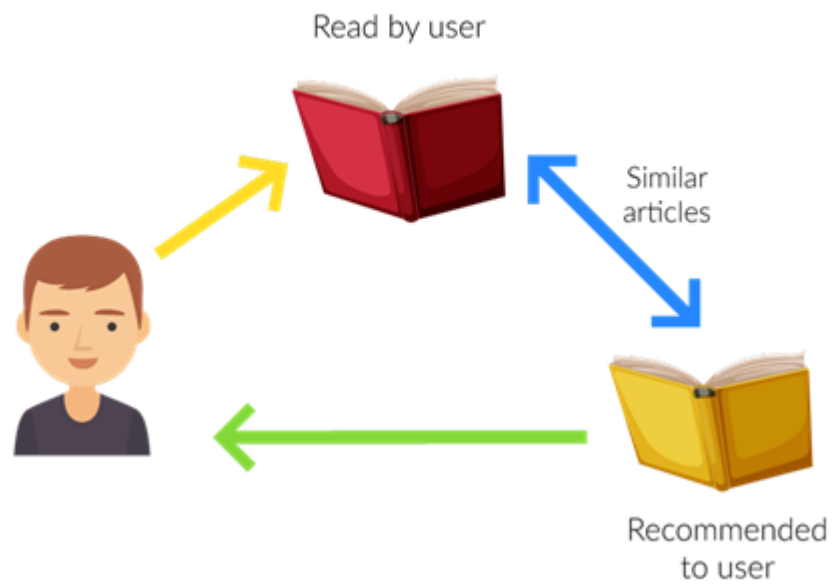 Read by user
Similar
articles
Recommended
to user